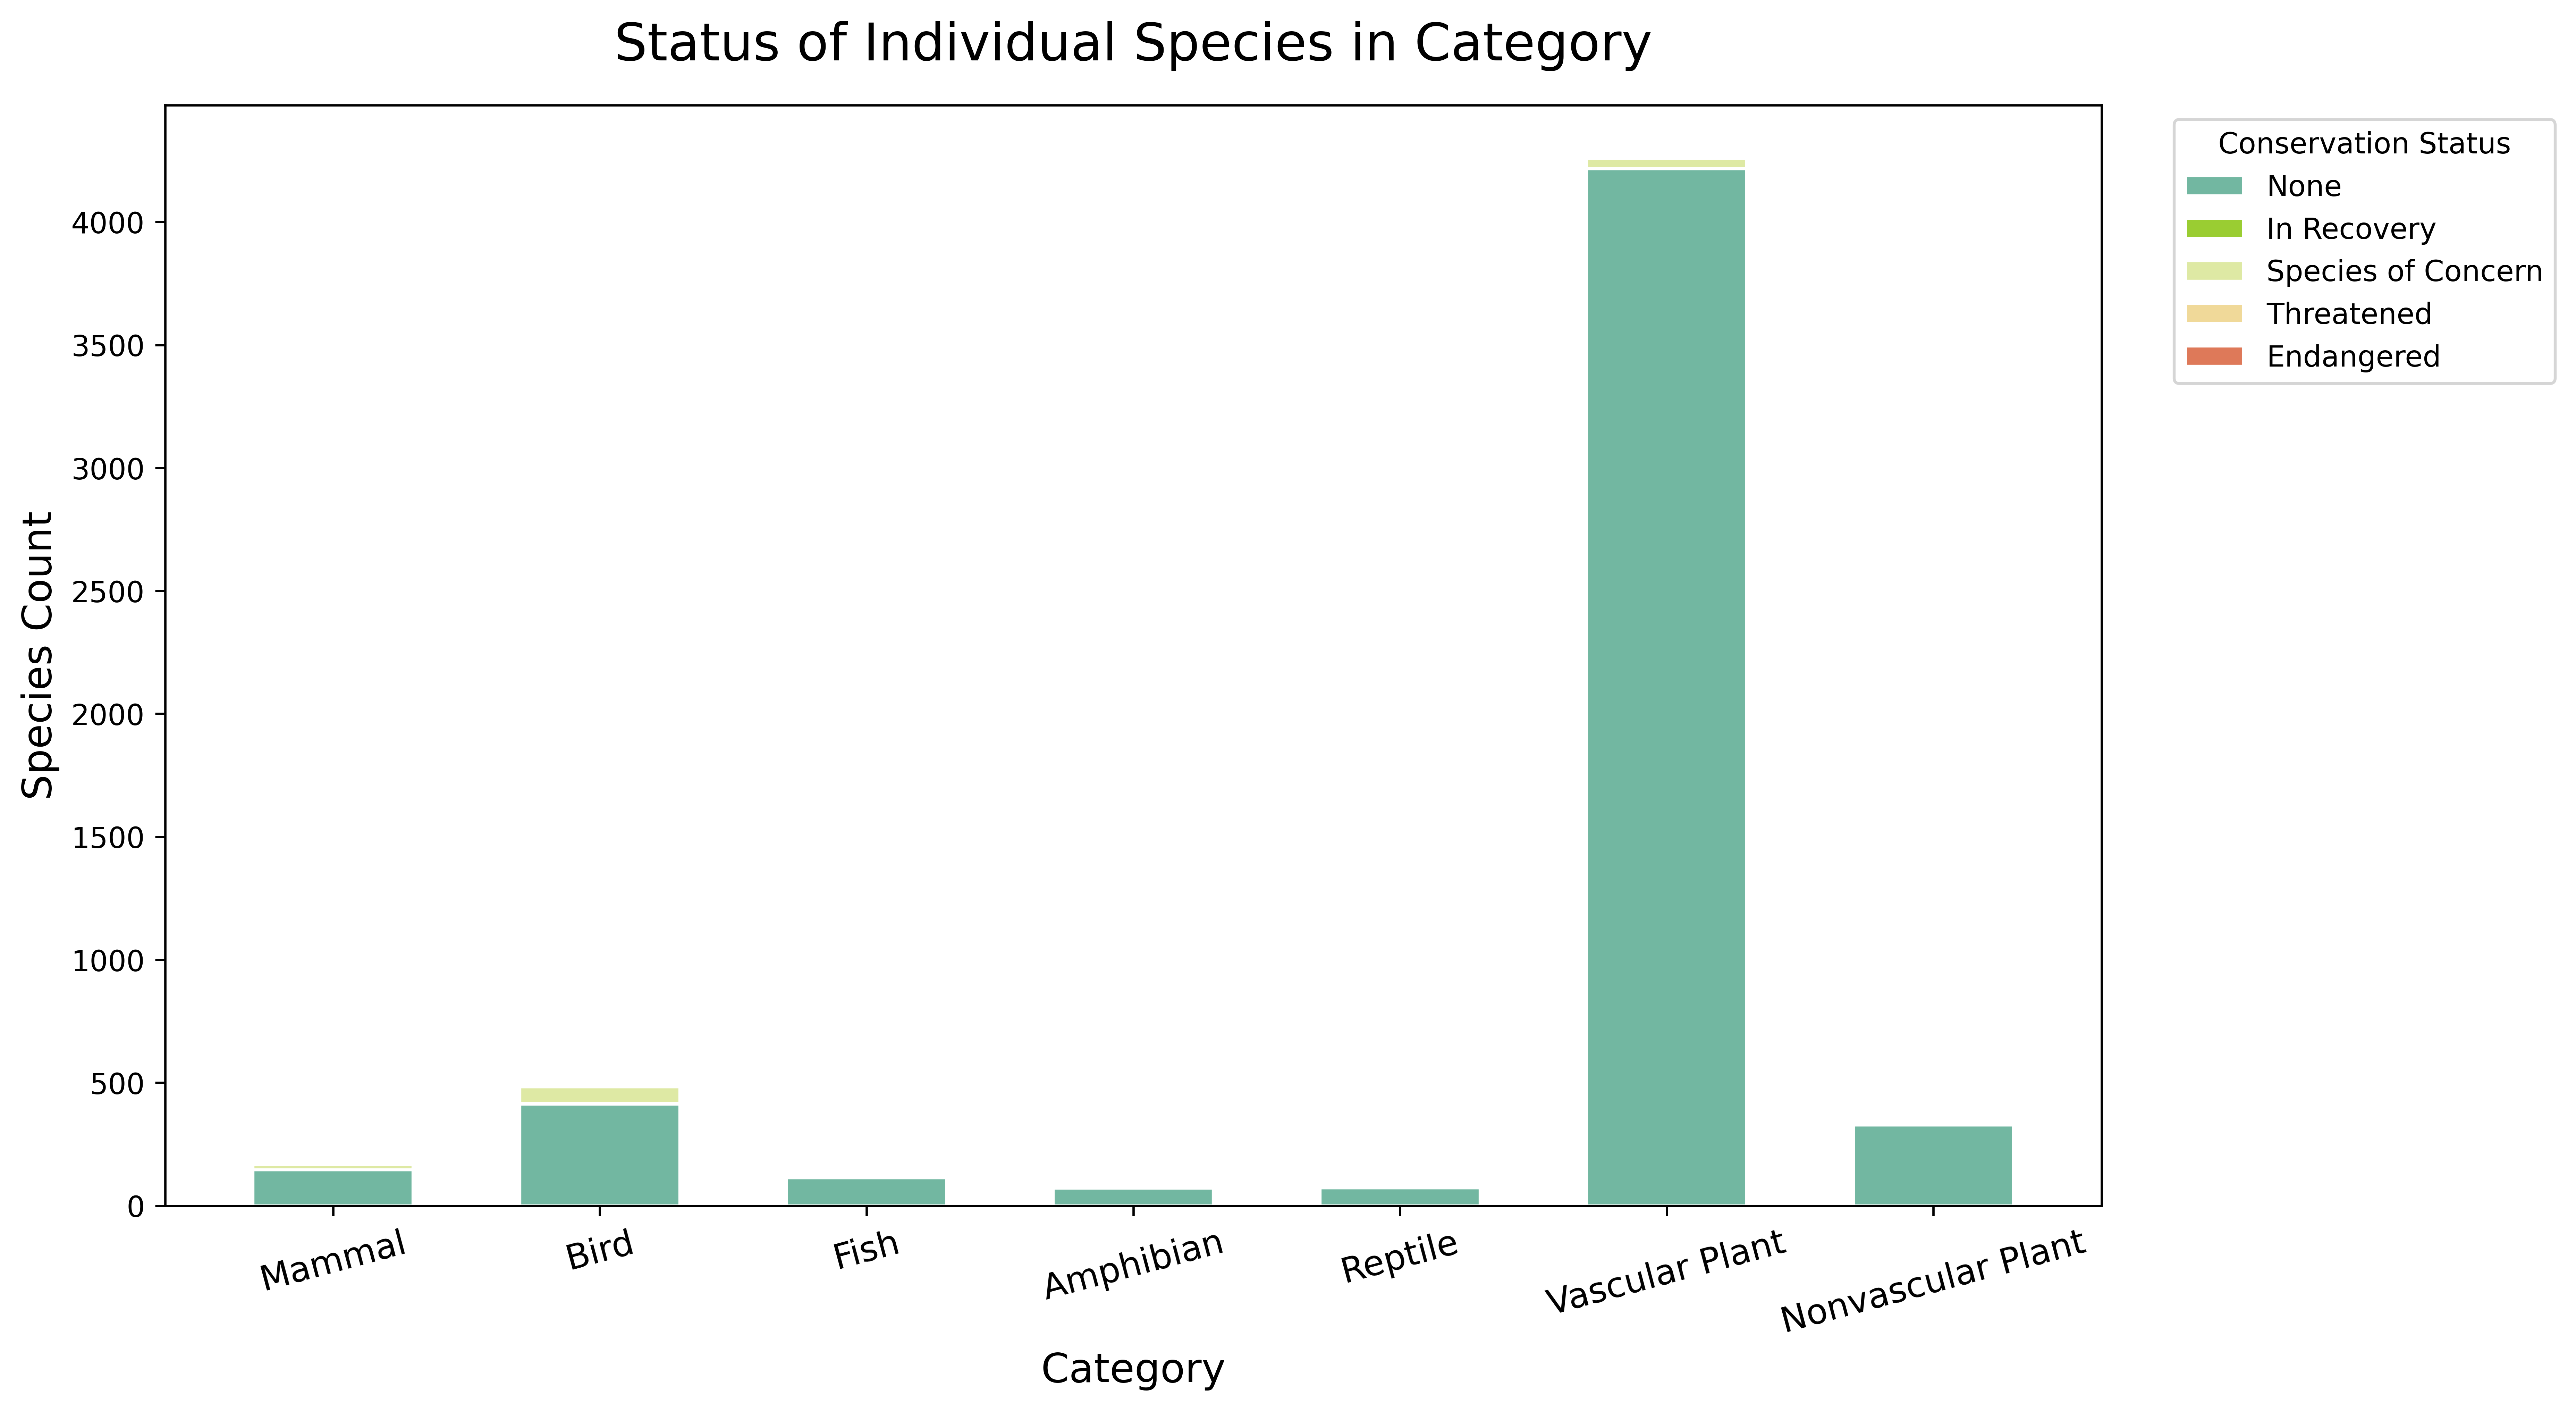 Status of Individual Species in Category
Conservation Status
None
In Recovery
Species of Concern
Threatened
Endangered
Species Count
4000
3500
3000
2500
2000
1500
1000
500
0
Mammal
Bird
Fish
Amphibian
Reptile
Vascular Plant
Nonvascular Plant
Category